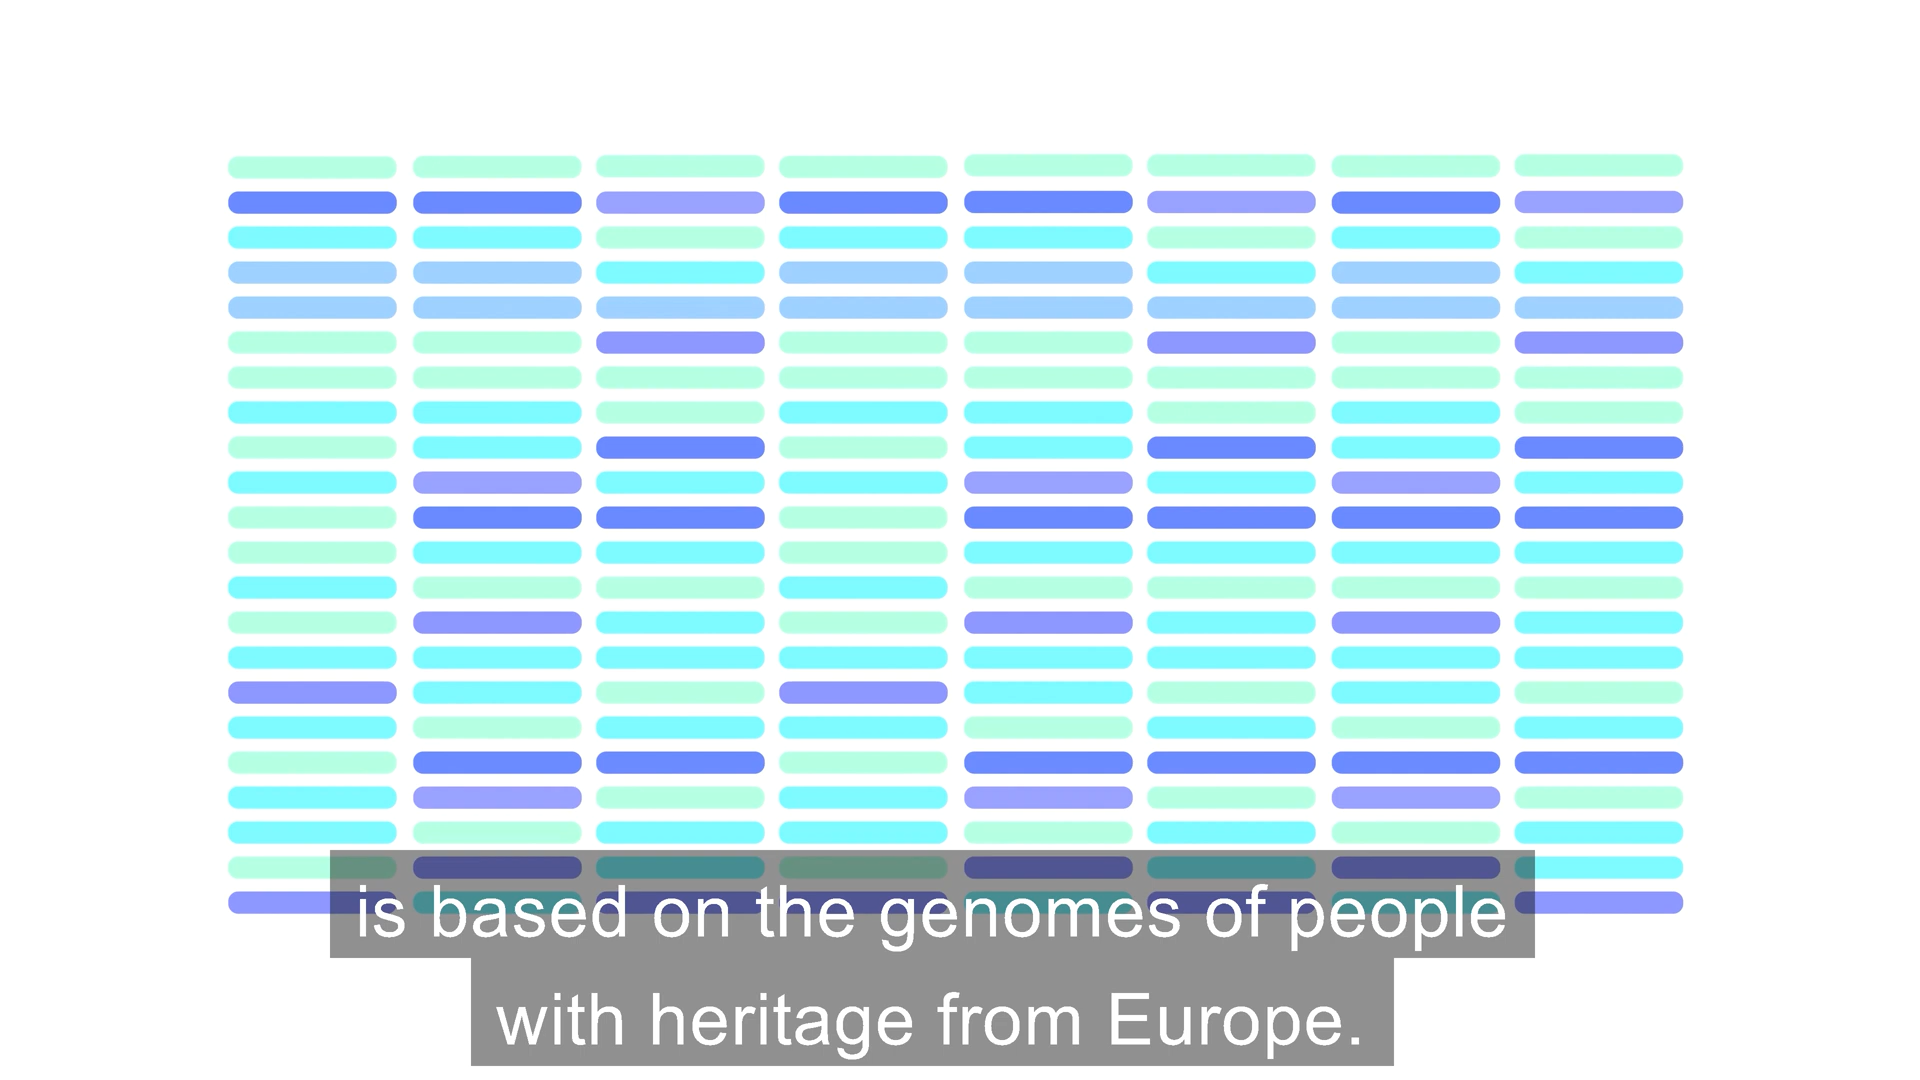 is based on the genomes of people
with heritage from Europe.